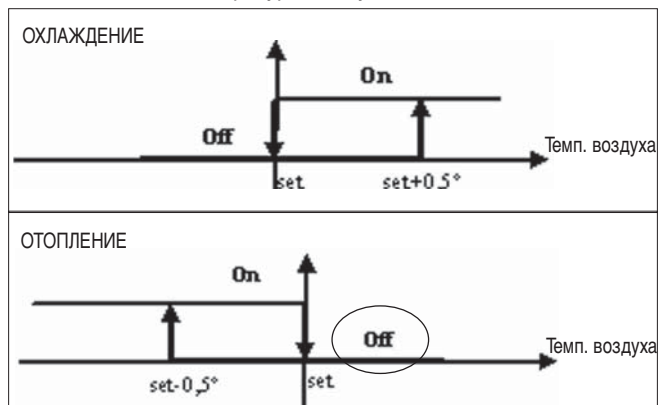 ОХЛАЖДЕНИЕ
On
Off
Темп. воздуха
set
set+0.5°
ОТОПЛЕНИЕ
On
Off
Темп. воздуха
set-0,5°
set